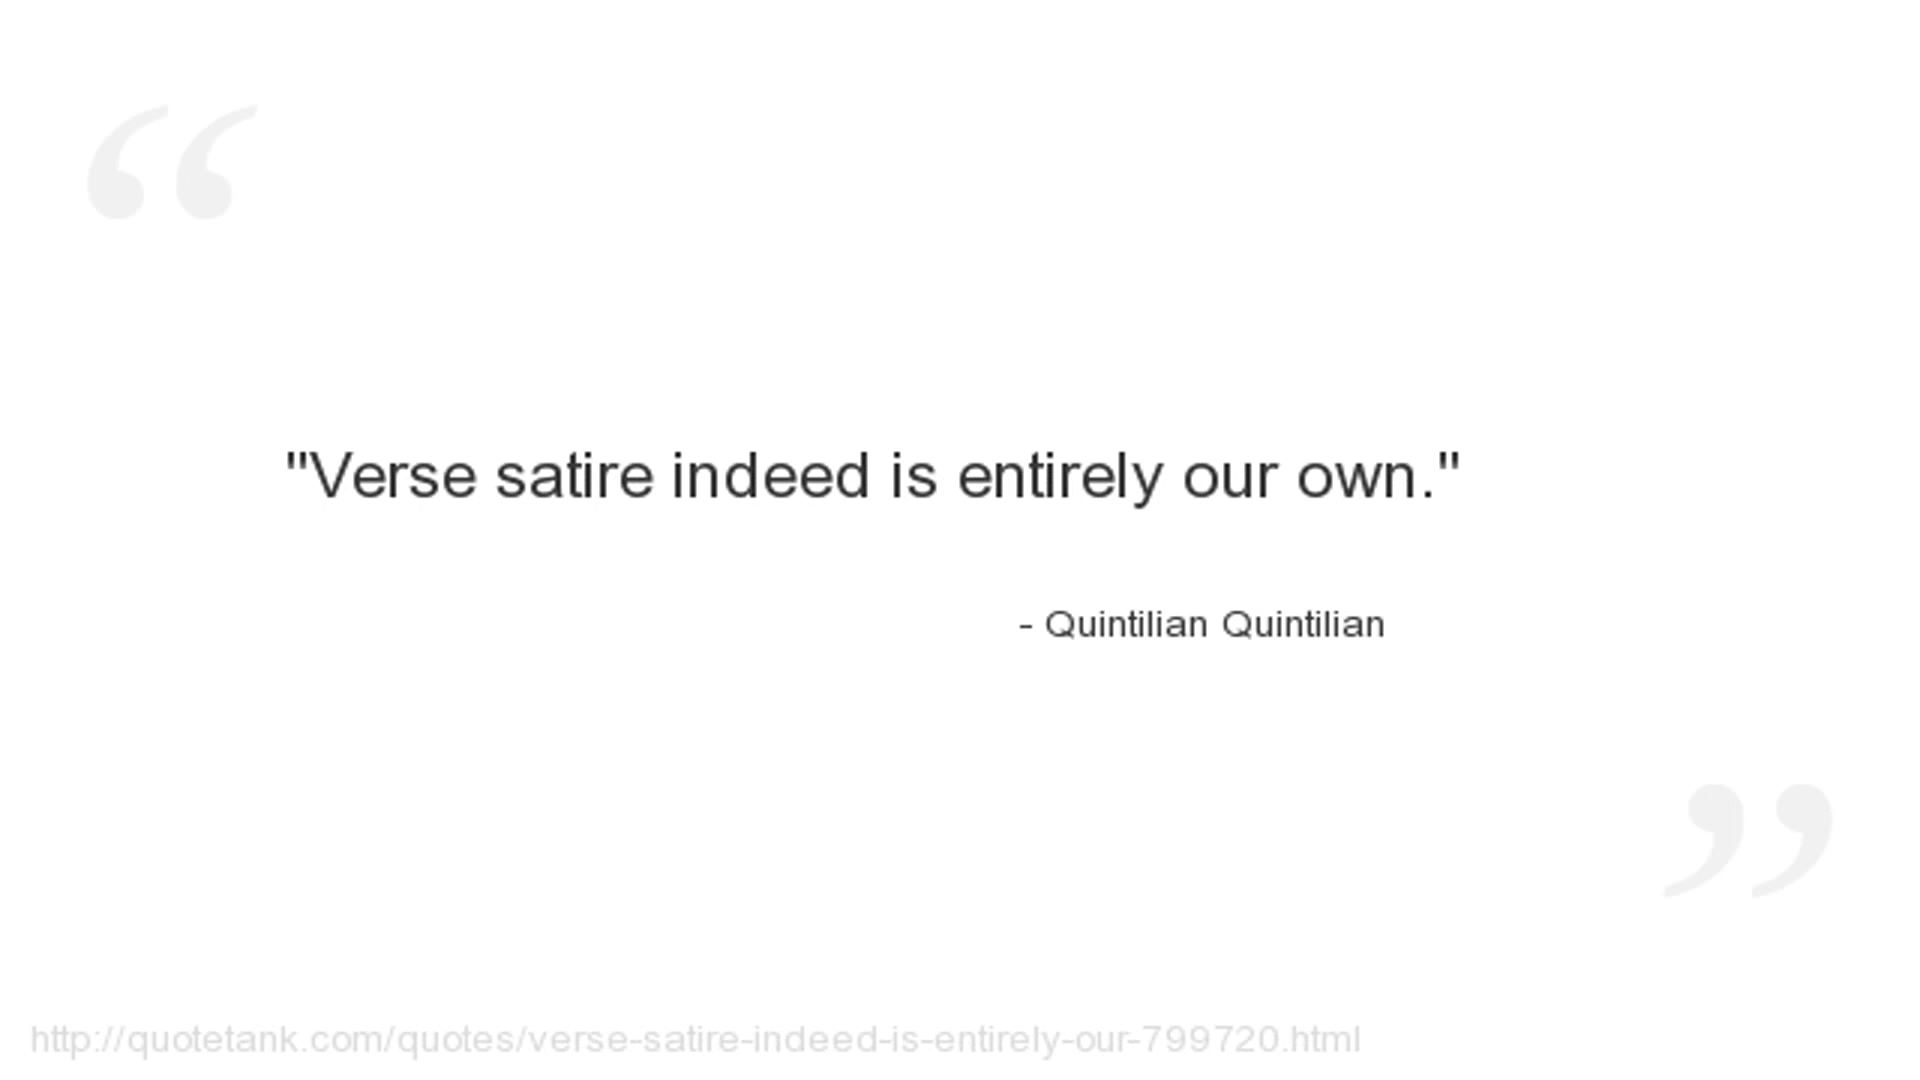 "Verse satire indeed is entirely our own."
- Quintilian Quintilian
http://quotetank.com/quotes/verse-satire-indeed-is-entirely-our-799720.html